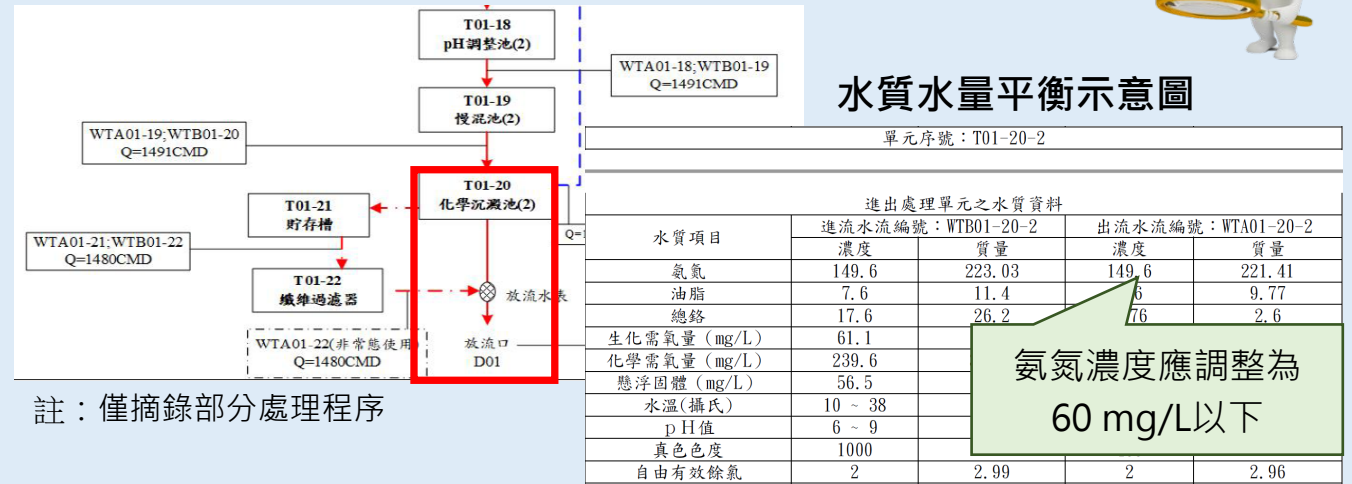 T01-18
pH調整池(2)
WTA01-18;WTB01-19
Q=1491CMD
T01-19
慢混池(2)
WTA01-19;WTB01-20
Q=1491CMD
T01-20
化學沉澱池(2)
T01-21
貯存槽
WTA01-21;WTB01-22
Q=1480CMD
Q=1
T01-22
纖維過濾器
放流水表
WTA01-22(非常態使用)
Q=1480CMD
放流口
D01
註：僅摘錄部分處理程序
水質水量平衡示意圖
單元序號：T01-20-2
進出處理單元之水質資料
水質項目 進流水流編號：WTB01-20-2 出流水流編號：WTA01-20-2
濃度 質量 濃度 質量
氨氮 149.6 223.03 149.6 221.41
油脂 7.6 11.4 6 9.77
總鉻 17.6 26.2 76 2.6
生化需氧量（mg/L） 61.1
化學需氧量（mg/L） 239.6
懸浮固體（mg/L） 56.5
水溫(攝氏) 10 ~ 38
pH值 6 ~ 9
真色色度 1000
自由有效餘氯 2 2.99 2 2.96
氨氮濃度應調整為
60 mg/L以下